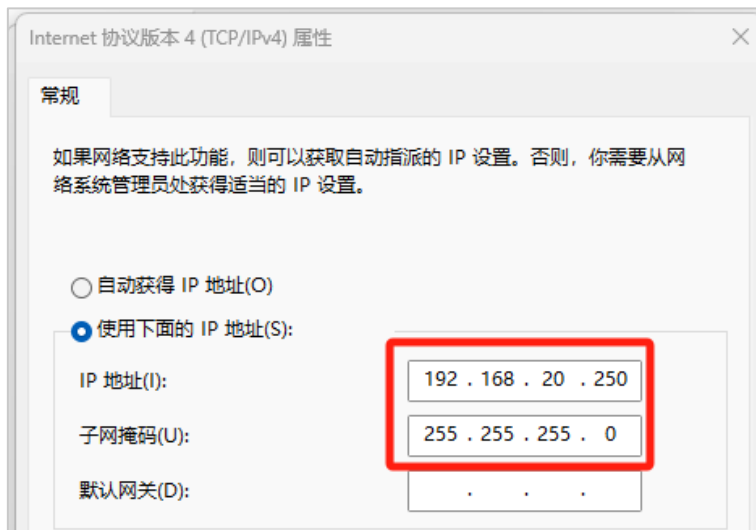 Internet 协议版本 4 (TCP/IPv4) 属性
常规
如果网络支持此功能，则可以获取自动指派的 IP 设置。否则，你需要从网
络系统管理员处获得适当的 IP 设置。
自动获得 IP 地址(O)
使用下面的 IP 地址(S):
IP 地址(I): 192 . 168 . 20 . 250
子网掩码(U): 255 . 255 . 255 . 0
默认网关(D): . . .